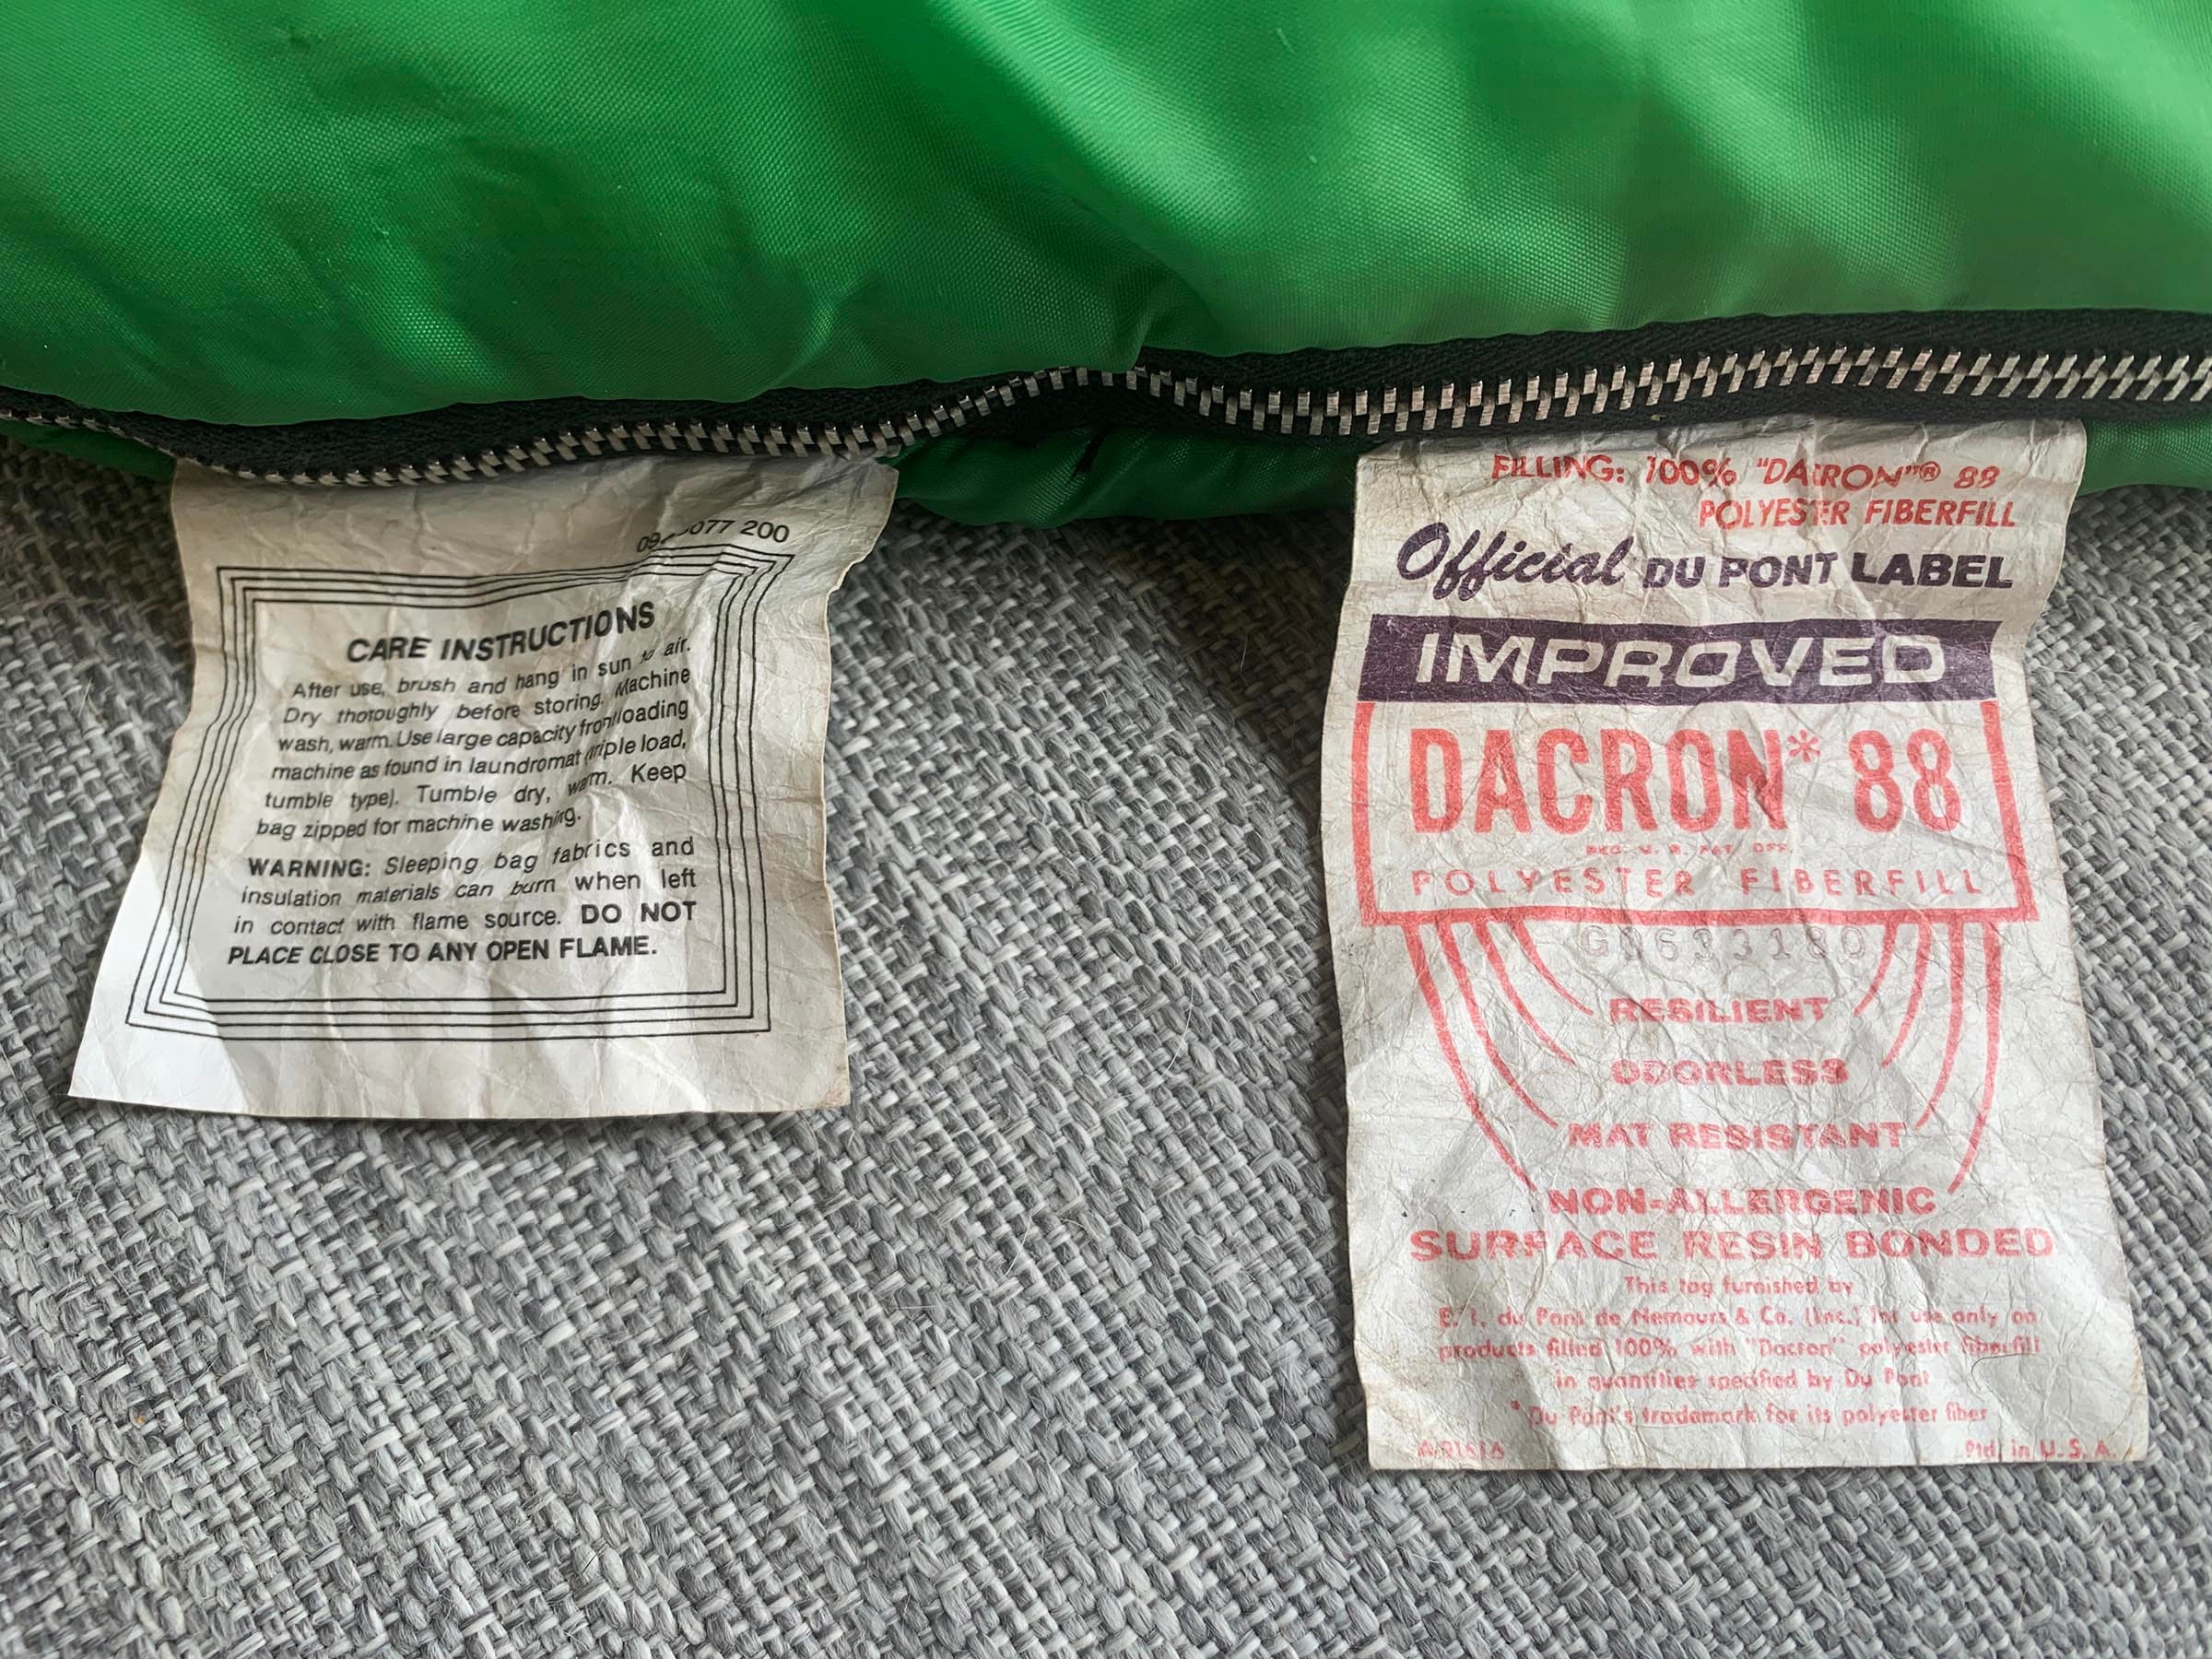 077 200
CARE INSTRUCTIONS
After use, brush and hang in sun to air.
Dry thoroughly before storing. Machine
wash, warm. Use large capacity front loading
machine as found in laundromat (triple load,
tumble type). Tumble dry, warm. Keep
bag zipped for machine washing.
WARNING: Sleeping bag fabrics and
insulation materials can burn when left
in contact with flame source. DO NOT
PLACE CLOSE TO ANY OPEN FLAME.
FILLING: 100% "DACRON"® 88
POLYESTER FIBERFILL
Official DU PONT LABEL
IMPROVED
DACRON* 88
REG. U. S. PAT. OFF.
POLYESTER FIBERFILL
RESILIENT
ODORLESS
MAT RESISTANT
NON-ALLERGENIC
SURFACE RESIN BONDED
This tag furnished by
E. I. du Pont de Nemours & Co. (Inc.) for use only on
products filled 100% with "Dacron" polyester fiberfill
in quantities specified by Du Pont
*Du Pont's trademark for its polyester fiber
Ptd. in U.S.A.